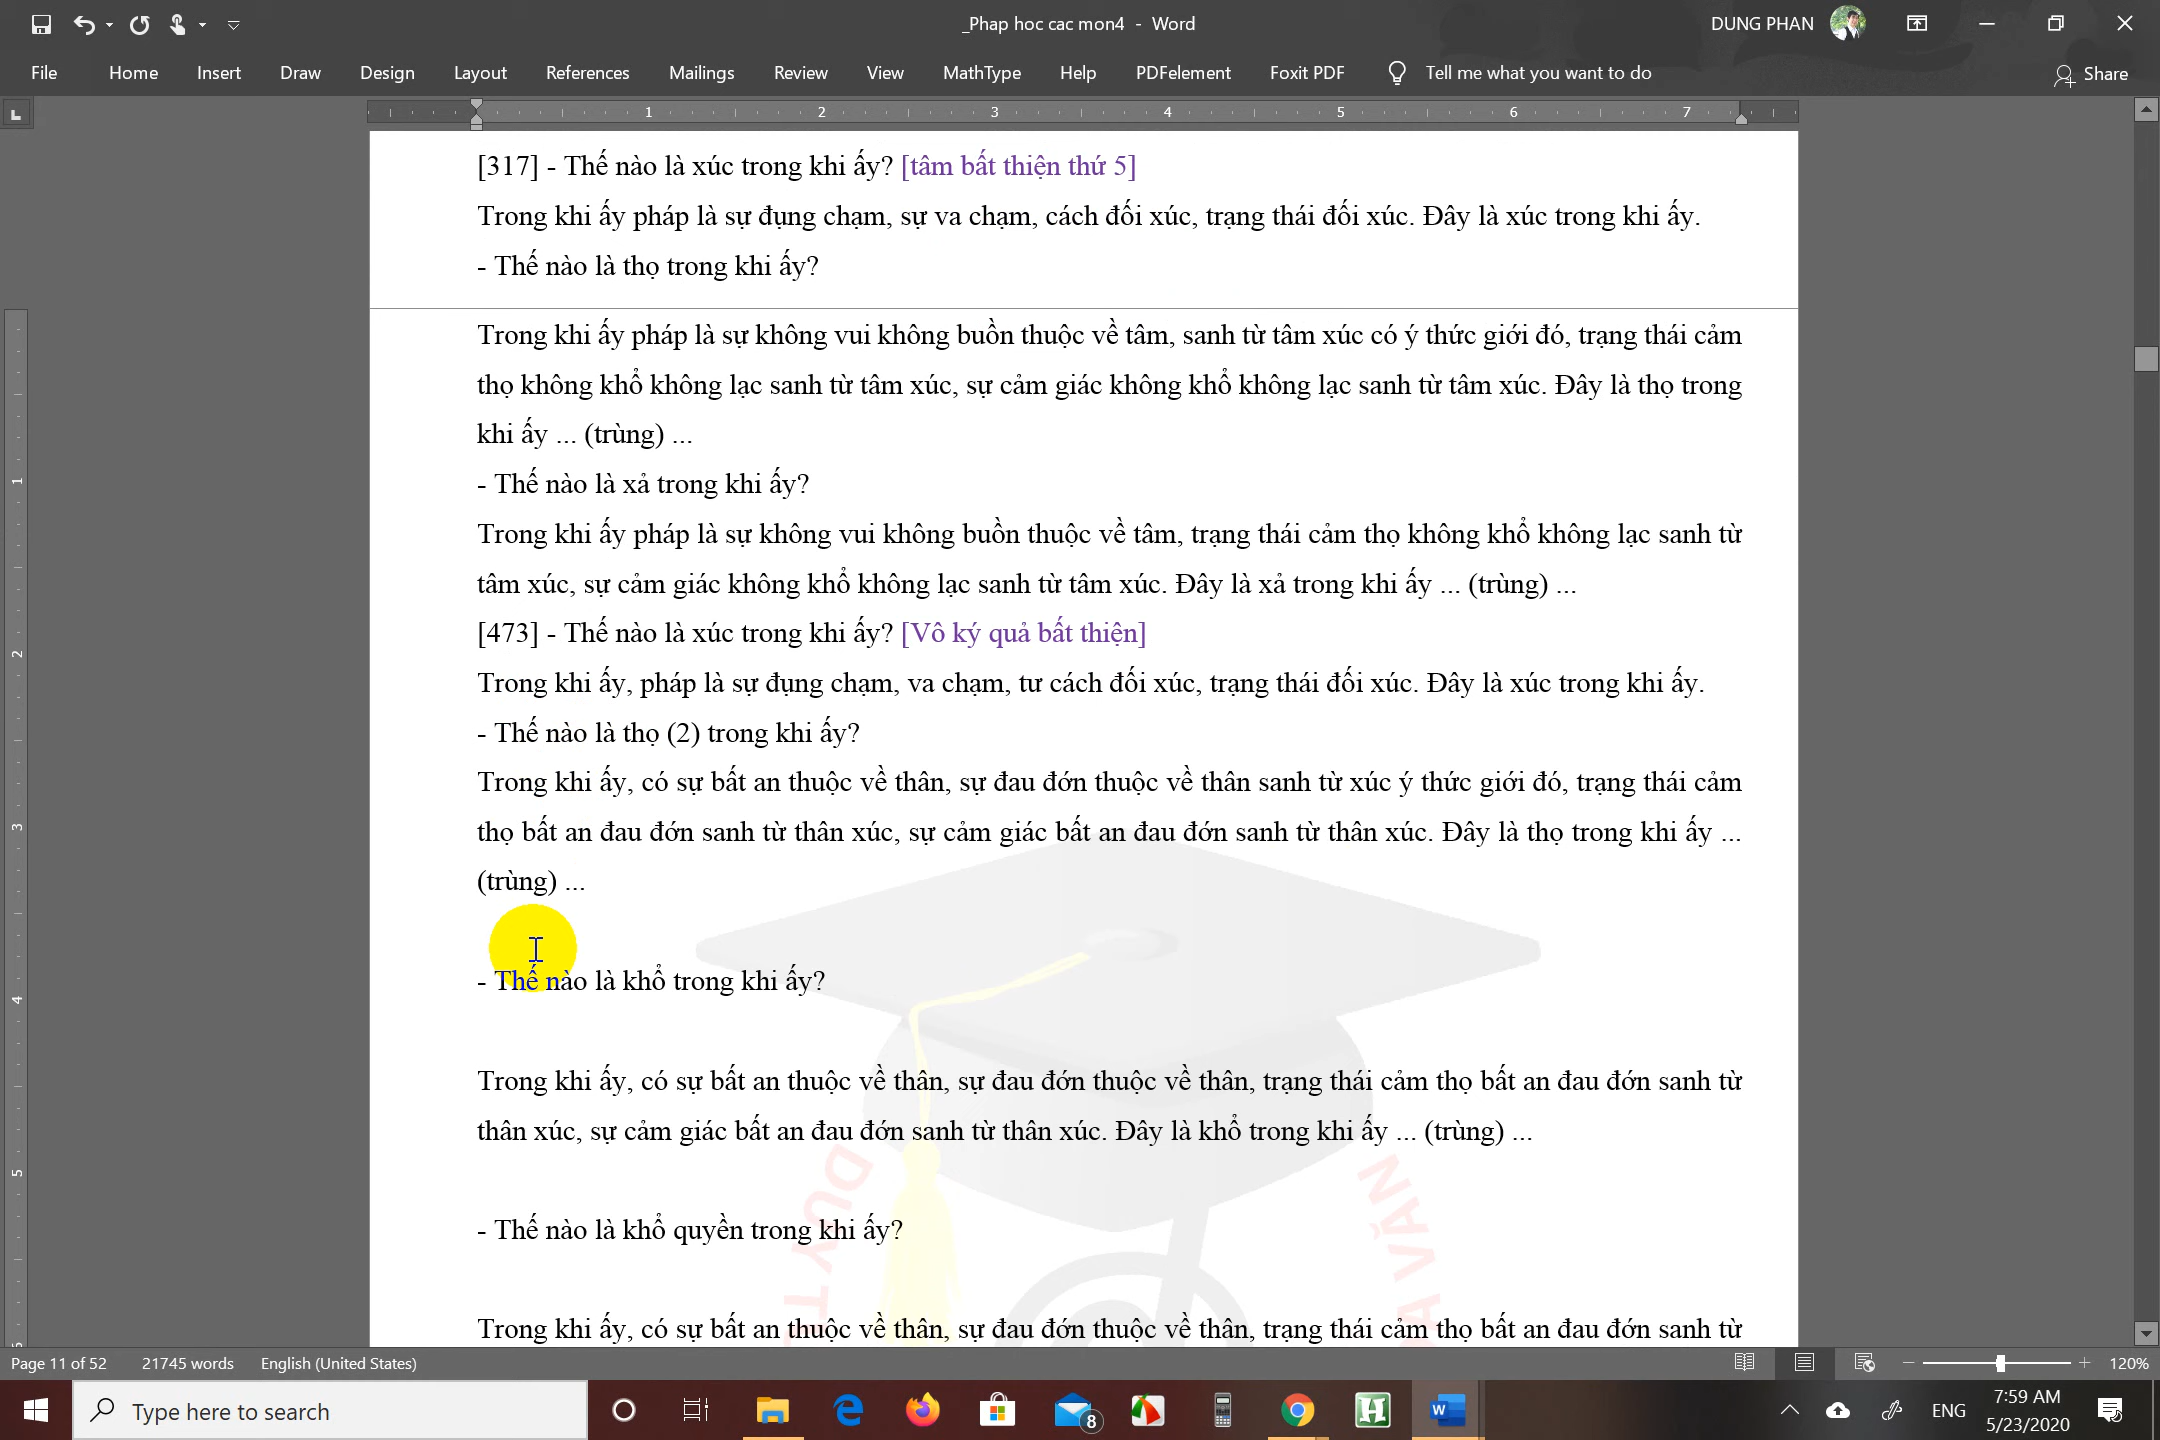 _Phap hoc cac mon4 - Word
DUNG PHAN
File Home Insert Draw Design Layout References Mailings Review View MathType Help PDFelement Foxit PDF Tell me what you want to do Share
1 2 3 4 5 6 7
[317] - Thế nào là xúc trong khi ấy? [tâm bất thiện thứ 5]
Trong khi ấy pháp là sự đụng chạm, sự va chạm, cách đối xúc, trạng thái đối xúc. Đây là xúc trong khi ấy.
- Thế nào là thọ trong khi ấy?
Trong khi ấy pháp là sự không vui không buồn thuộc về tâm, sanh từ tâm xúc có ý thức giới đó, trạng thái cảm
thọ không khổ không lạc sanh từ tâm xúc, sự cảm giác không khổ không lạc sanh từ tâm xúc. Đây là thọ trong
khi ấy ... (trùng) ...
- Thế nào là xả trong khi ấy?
Trong khi ấy pháp là sự không vui không buồn thuộc về tâm, trạng thái cảm thọ không khổ không lạc sanh từ
tâm xúc, sự cảm giác không khổ không lạc sanh từ tâm xúc. Đây là xả trong khi ấy ... (trùng) ...
[473] - Thế nào là xúc trong khi ấy? [Vô ký quả bất thiện]
Trong khi ấy, pháp là sự đụng chạm, va chạm, tư cách đối xúc, trạng thái đối xúc. Đây là xúc trong khi ấy.
- Thế nào là thọ (2) trong khi ấy?
Trong khi ấy, có sự bất an thuộc về thân, sự đau đớn thuộc về thân sanh từ xúc ý thức giới đó, trạng thái cảm
thọ bất an đau đớn sanh từ thân xúc, sự cảm giác bất an đau đớn sanh từ thân xúc. Đây là thọ trong khi ấy ...
(trùng) ...
- Thế nào là khổ trong khi ấy?
Trong khi ấy, có sự bất an thuộc về thân, sự đau đớn thuộc về thân, trạng thái cảm thọ bất an đau đớn sanh từ
thân xúc, sự cảm giác bất an đau đớn sanh từ thân xúc. Đây là khổ trong khi ấy ... (trùng) ...
- Thế nào là khổ quyền trong khi ấy?
Trong khi ấy, có sự bất an thuộc về thân, sự đau đớn thuộc về thân, trạng thái cảm thọ bất an đau đớn sanh từ
DUY T
VĂN
1
2
3
4
5
Page 11 of 52 21745 words English (United States) 120%
Type here to search
8
W
ENG
7:59 AM
5/23/2020